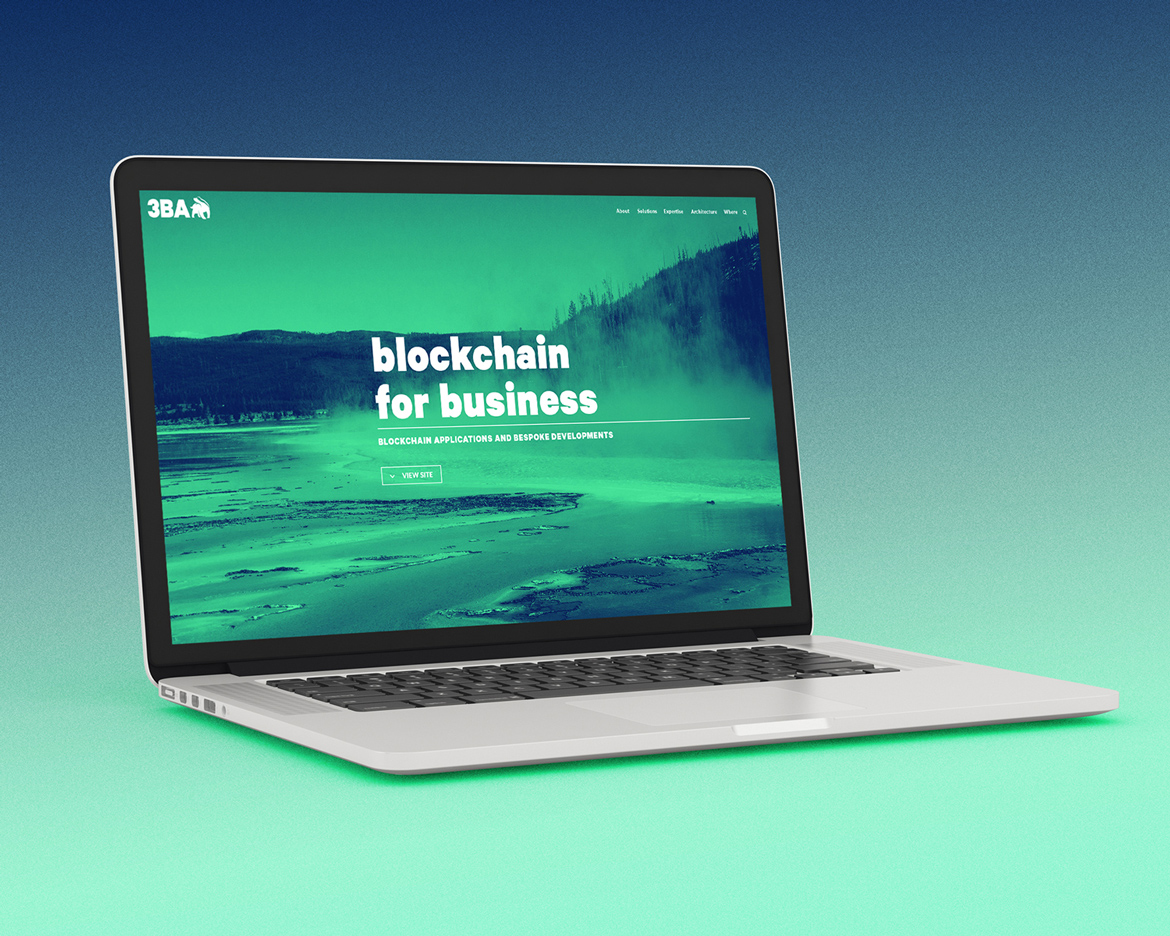 3BA
About Solutions Expertise Architecture Where
blockchain
for business
BLOCKCHAIN APPLICATIONS AND BESPOKE DEVELOPMENTS
VIEW SITE